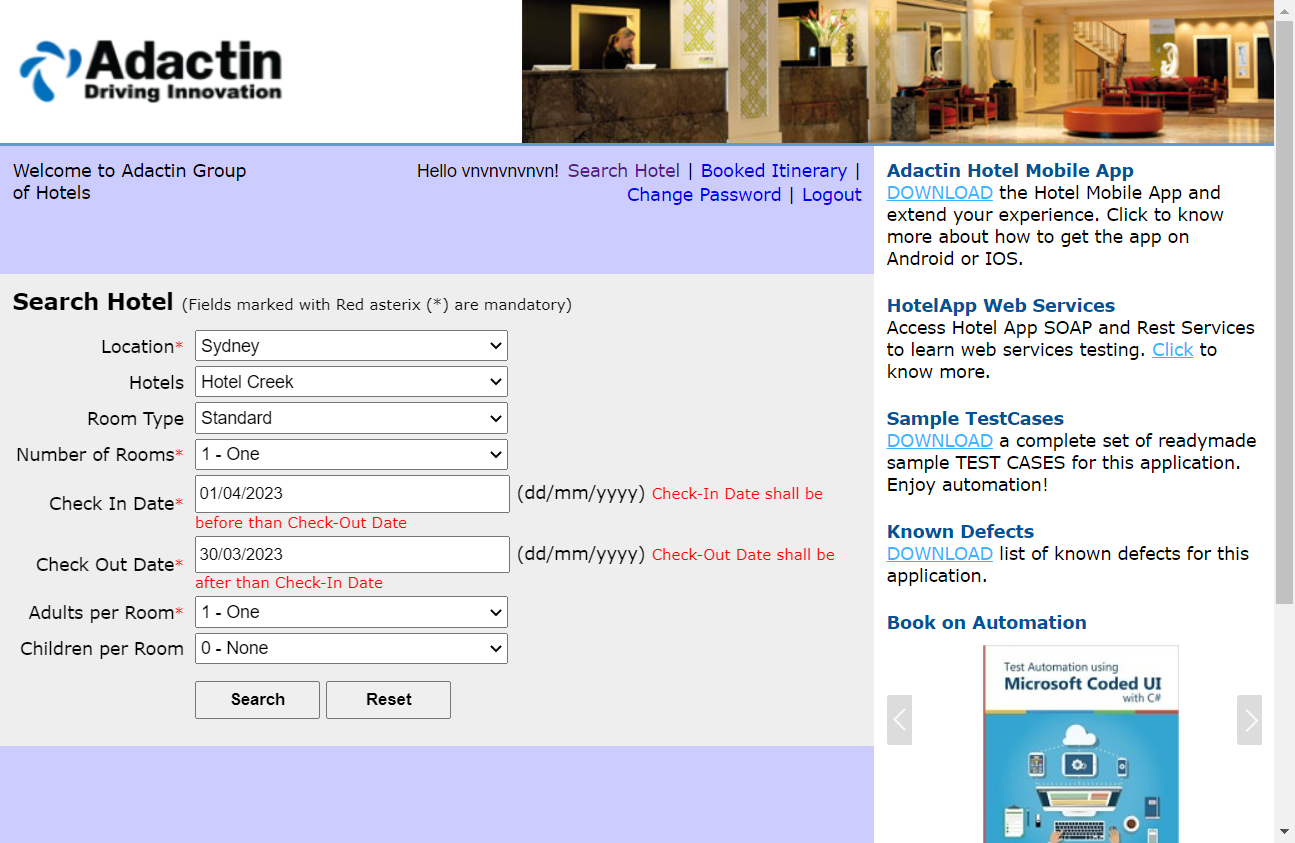 Adactin
Driving Innovation
Welcome to Adactin Group
of Hotels
Hello vnvnvnvnvn! Search Hotel | Booked Itinerary |
Change Password | Logout
Search Hotel (Fields marked with Red asterix (*) are mandatory)
Location* Sydney
Hotels Hotel Creek
Room Type Standard
Number of Rooms* 1 - One
Check In Date* 01/04/2023 (dd/mm/yyyy) Check-In Date shall be
before than Check-Out Date
Check Out Date* 30/03/2023 (dd/mm/yyyy) Check-Out Date shall be
after than Check-In Date
Adults per Room* 1 - One
Children per Room 0 - None
Search Reset
Adactin Hotel Mobile App
DOWNLOAD the Hotel Mobile App and
extend your experience. Click to know
more about how to get the app on
Android or IOS.
HotelApp Web Services
Access Hotel App SOAP and Rest Services
to learn web services testing. Click to
know more.
Sample TestCases
DOWNLOAD a complete set of readymade
sample TEST CASES for this application.
Enjoy automation!
Known Defects
DOWNLOAD list of known defects for this
application.
Book on Automation
Test Automation using
Microsoft Coded UI
with C#